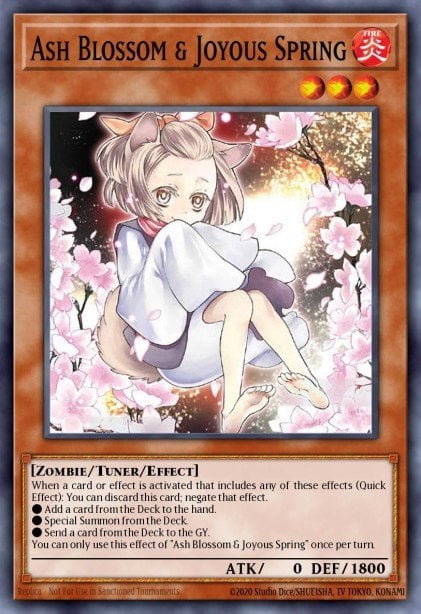 ASH BLOSSOM & JOYOUS SPRING
FIRE
炎
[ZOMBIE/TUNER/EFFECT]
When a card or effect is activated that includes any of these effects (Quick
Effect): You can discard this card; negate that effect.
● Add a card from the Deck to the hand.
● Special Summon from the Deck.
● Send a card from the Deck to the GY.
You can only use this effect of "Ash Blossom & Joyous Spring" once per turn.
ATK/ 0 DEF/1800
Replica - Not For Use in Sanctioned Tournaments
©2020 Studio Dice/SHUEISHA, TV TOKYO, KONAMI